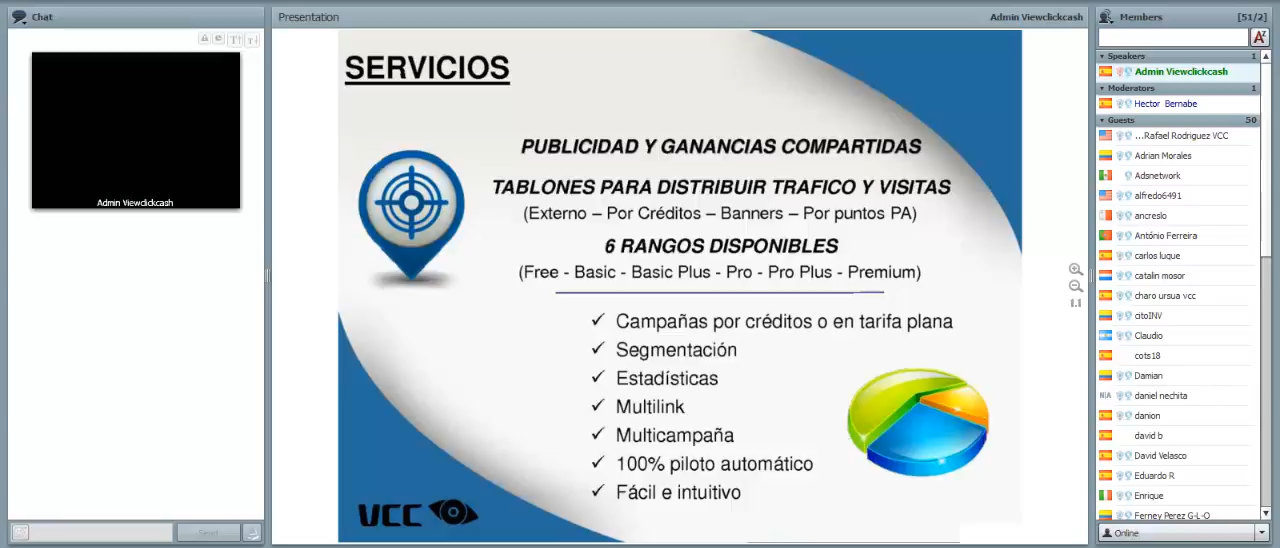 Chat
Admin Viewclickcash
Send
Presentation
Admin Viewclickcash
SERVICIOS
PUBLICIDAD Y GANANCIAS COMPARTIDAS
TABLONES PARA DISTRIBUIR TRAFICO Y VISITAS
(Externo – Por Créditos – Banners – Por puntos PA)
6 RANGOS DISPONIBLES
(Free - Basic - Basic Plus - Pro - Pro Plus - Premium)
✓ Campañas por créditos o en tarifa plana
✓ Segmentación
✓ Estadísticas
✓ Multilink
✓ Multicampaña
✓ 100% piloto automático
✓ Fácil e intuitivo
VCC
1:1
Members
[51/2]
Speakers 1
Admin Viewclickcash
Moderators 1
Hector Bernabe
Guests 50
...Rafael Rodriguez VCC
Adrian Morales
Adsnetwork
alfredo6491
ancreslo
António Ferreira
carlos luque
catalin mosor
charo ursua vcc
citoINV
Claudio
cots18
Damian
N|A daniel nechita
danion
david b
David Velasco
Eduardo R
Enrique
Ferney Perez G-L-O
Online